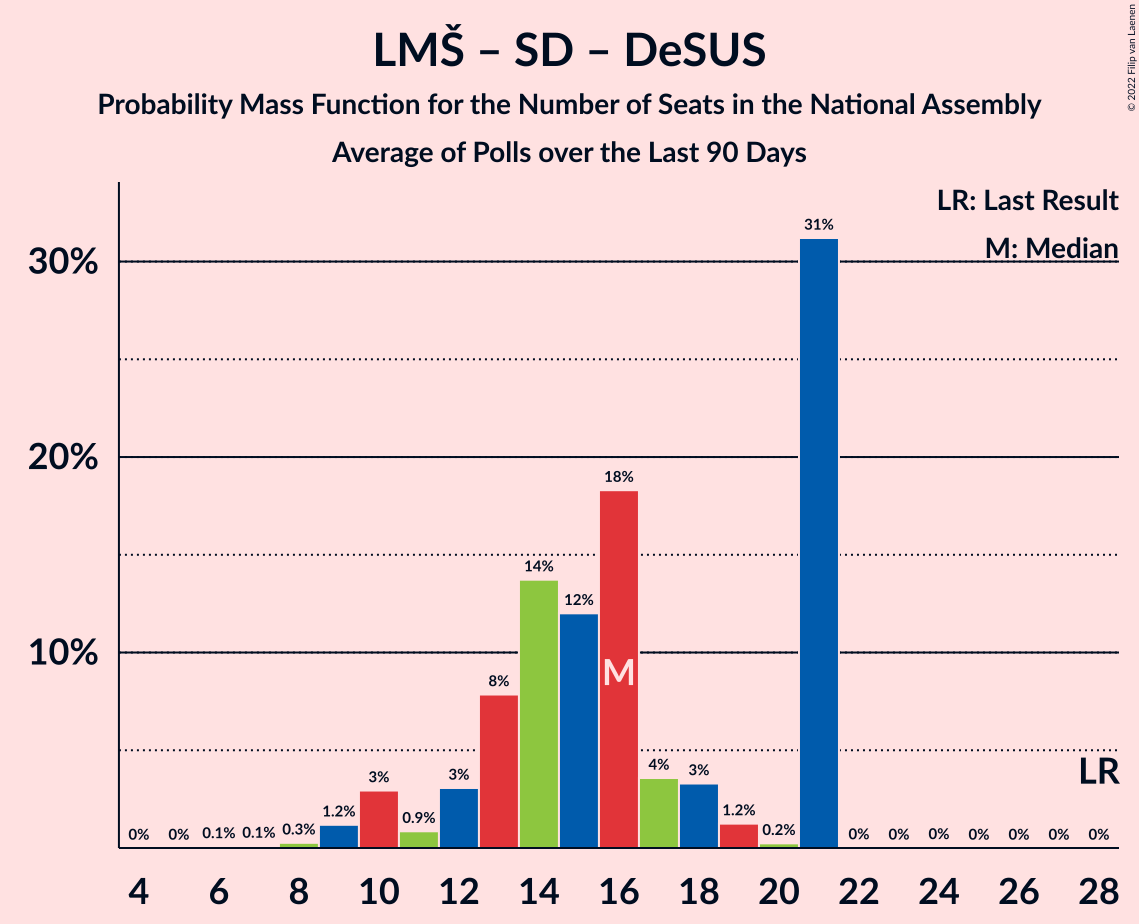 LMŠ – SD – DeSUS
Probability Mass Function for the Number of Seats in the National Assembly
Average of Polls over the Last 90 Days
© 2022 Filip van Laenen
LR: Last Result
M: Median
30%
20%
10%
0% 0% 0.1% 0.1% 0.3% 1.2% 3% 0.9% 3% 8% 14% 12% 18% 4% 3% 1.2% 0.2% 31% 0% 0% 0% 0% 0% 0% 0%
M
LR
4 6 8 10 12 14 16 18 20 22 24 26 28